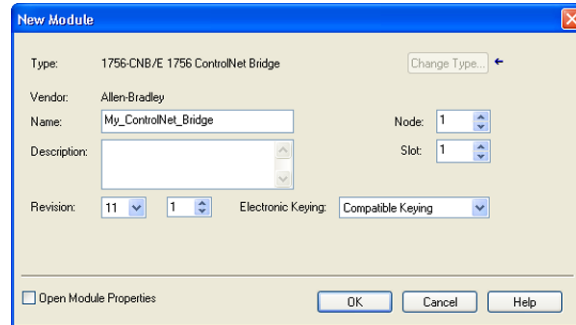 New Module
Type: 1756-CNB/E 1756 ControlNet Bridge Change Type...
Vendor: Allen-Bradley
Name: My_ControlNet_Bridge Node: 1
Description: Slot: 1
Revision: 11 1 Electronic Keying: Compatible Keying
Open Module Properties OK Cancel Help